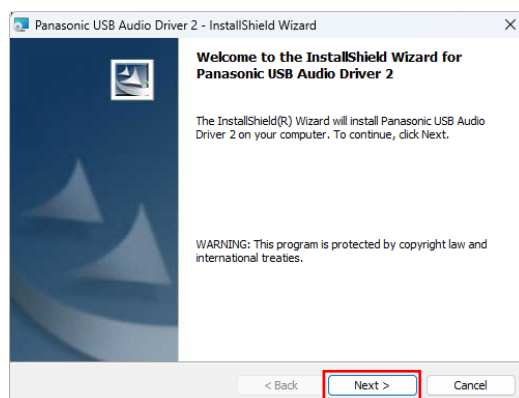 Panasonic USB Audio Driver 2 - InstallShield Wizard
Welcome to the InstallShield Wizard for
Panasonic USB Audio Driver 2
The InstallShield(R) Wizard will install Panasonic USB Audio
Driver 2 on your computer. To continue, click Next.
WARNING: This program is protected by copyright law and
international treaties.
< Back Next > Cancel